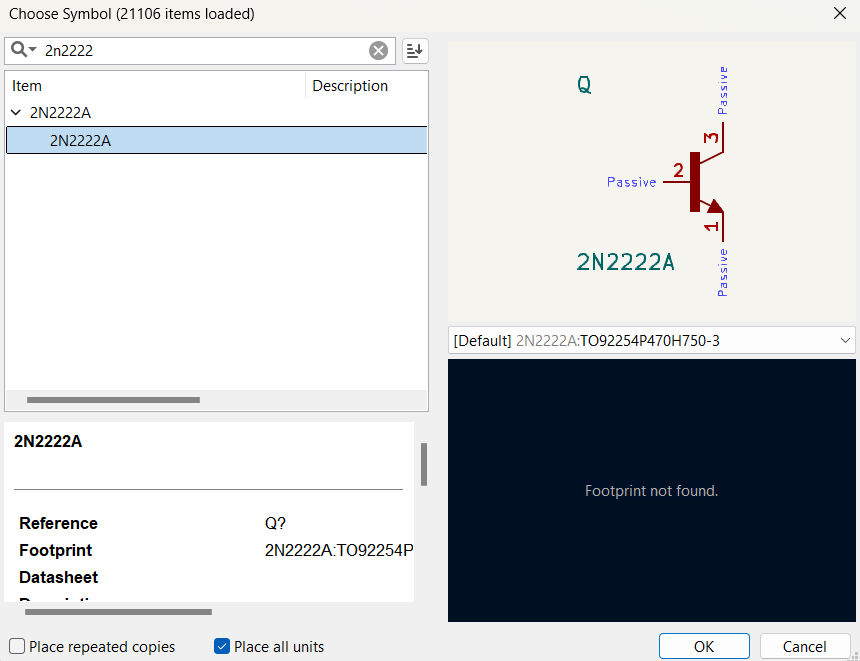 Choose Symbol (21106 items loaded)
2n2222
Item Description
2N2222A
2N2222A
Q
Passive
3
Passive 2
1
2N2222A
Passive
[Default] 2N2222A:TO92254P470H750-3
Footprint not found.
2N2222A
Reference Q?
Footprint 2N2222A:TO92254P
Datasheet
Place repeated copies Place all units OK Cancel